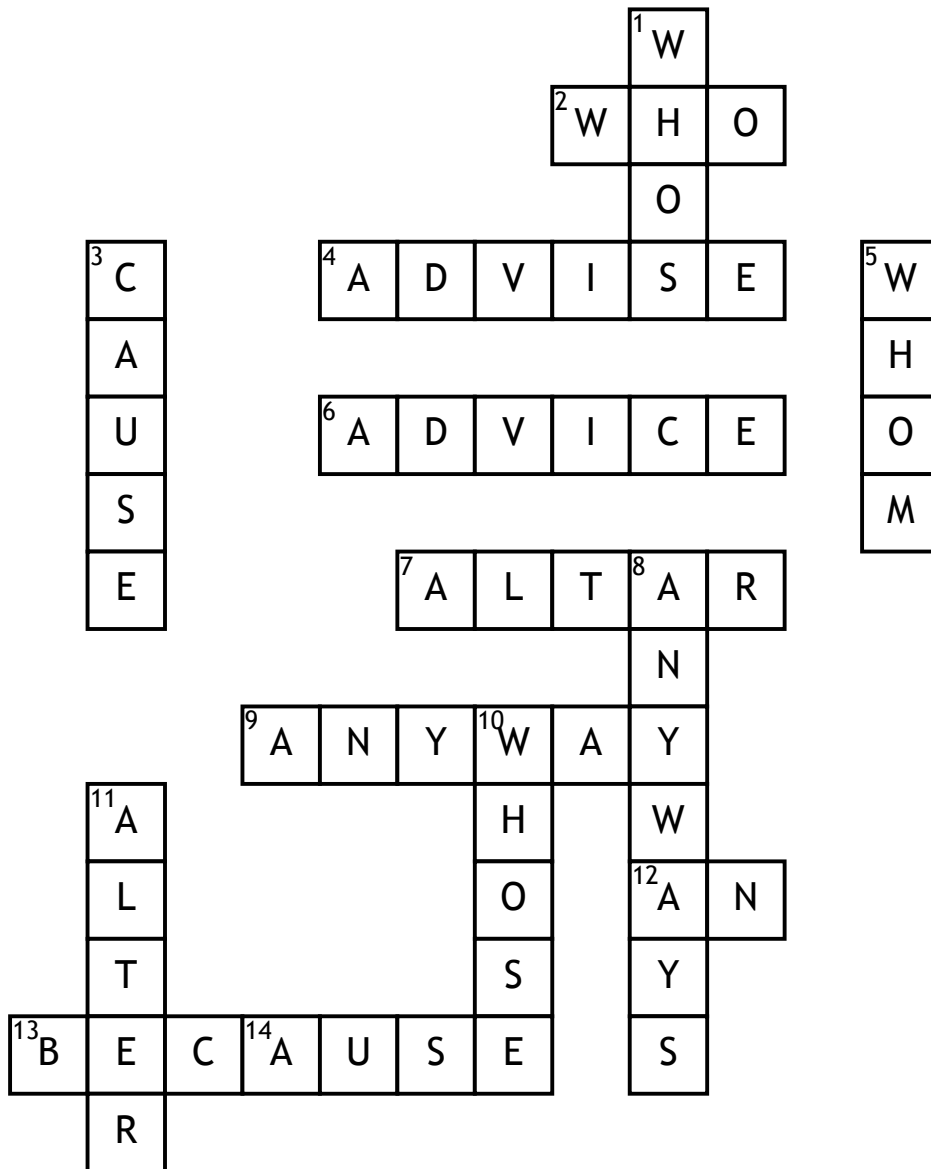 1 W
2 W H O
O
3 C 4 A D V I S E 5 W
A H
U 6 A D V I C E O
S M
E 7 A L T 8 A R
N
9 A N Y 10 W A Y
11 A H W
L O 12 A N
T S Y
13 B E C 14 A U S E S
R